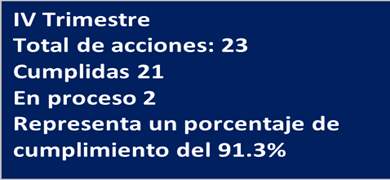 IV Trimestre
Total de acciones: 23
Cumplidas 21
En proceso 2
Representa un porcentaje de
cumplimiento del 91.3%